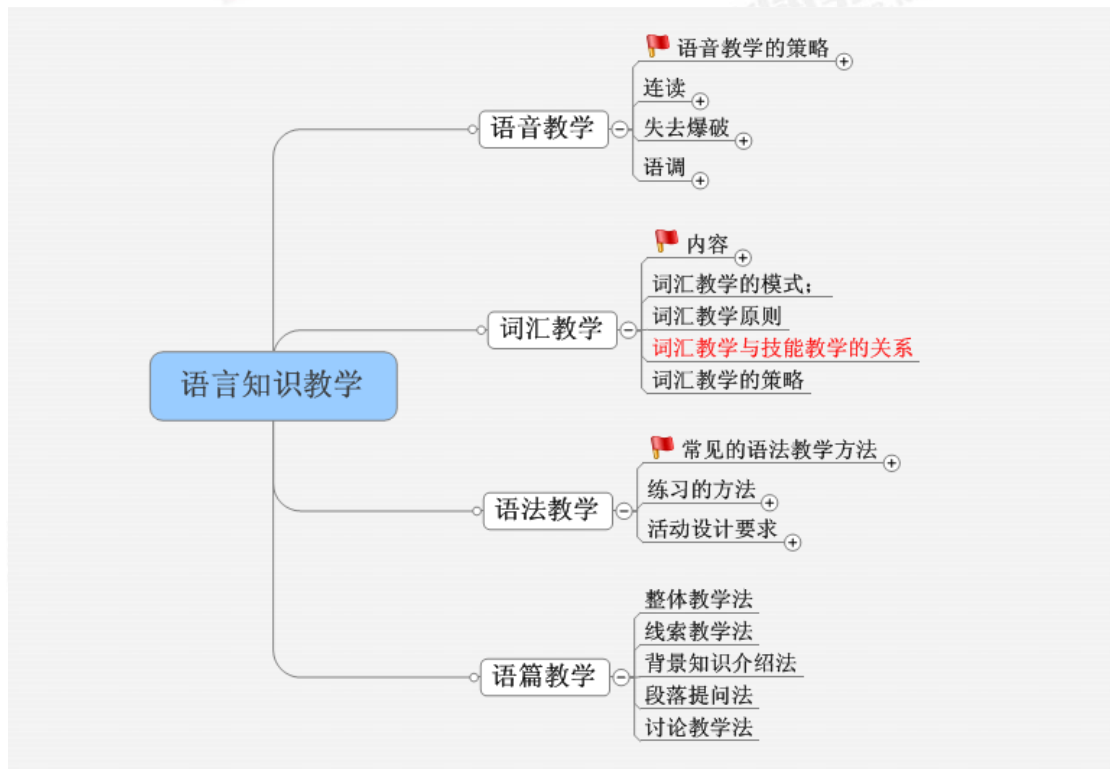 语言知识教学
语音教学
语音教学的策略
连读
失去爆破
语调
词汇教学
内容
词汇教学的模式；
词汇教学原则
词汇教学与技能教学的关系
词汇教学的策略
语法教学
常见的语法教学方法
练习的方法
活动设计要求
语篇教学
整体教学法
线索教学法
背景知识介绍法
段落提问法
讨论教学法